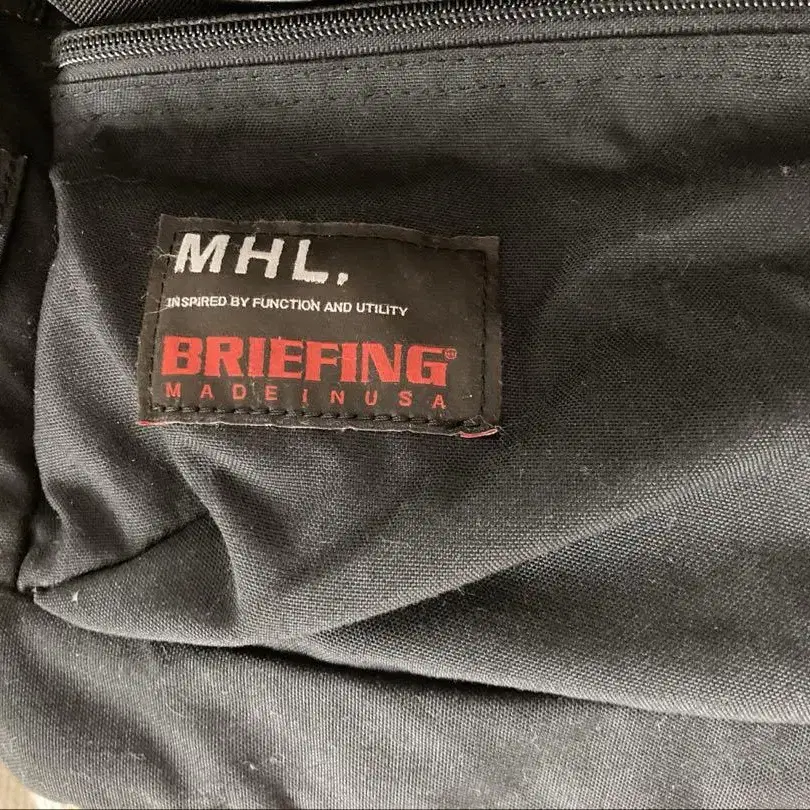 MHL.
INSPIRED BY FUNCTION AND UTILITY
BRIEFING®
MADE IN USA